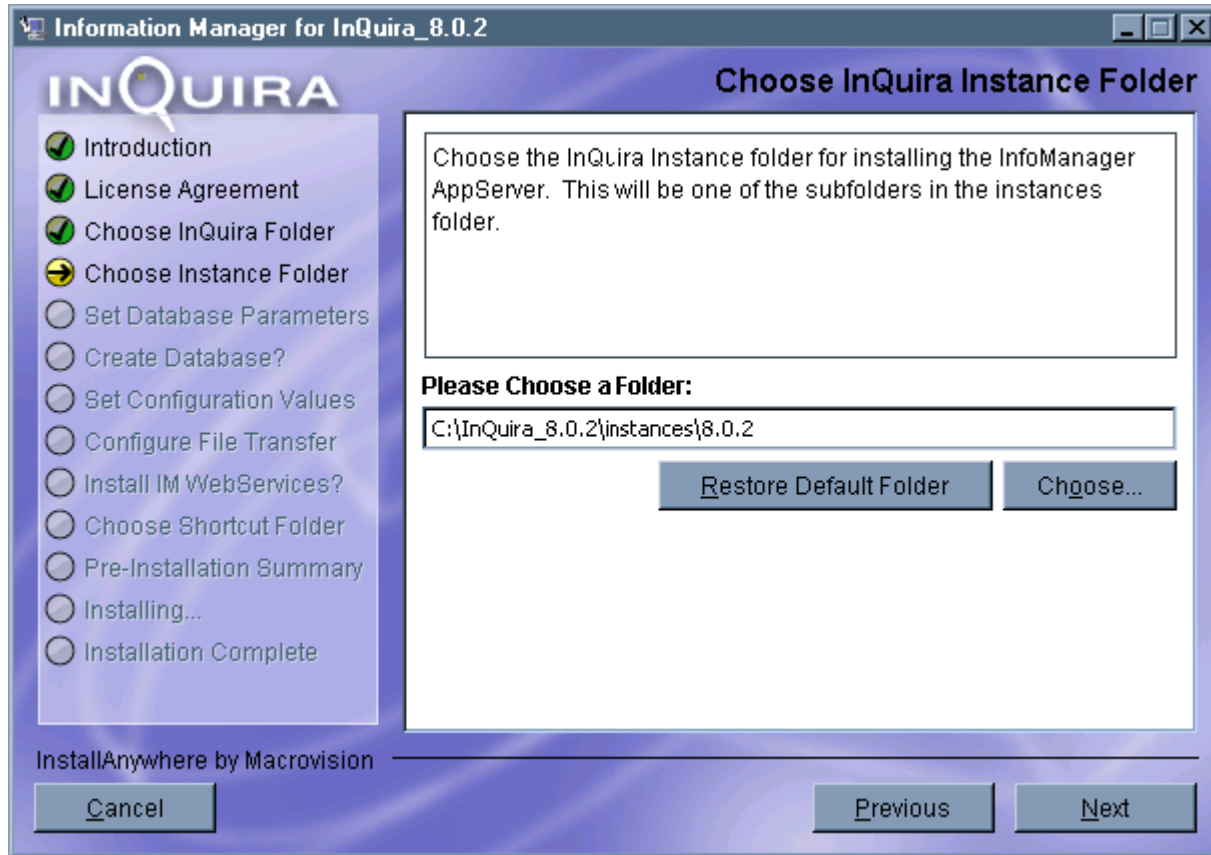 Information Manager for InQuira_8.0.2
INQUIRA
Choose InQuira Instance Folder
Introduction
License Agreement
Choose InQuira Folder
Choose Instance Folder
Set Database Parameters
Create Database?
Set Configuration Values
Configure File Transfer
Install IM WebServices?
Choose Shortcut Folder
Pre-Installation Summary
Installing...
Installation Complete
Choose the InQuira Instance folder for installing the InfoManager
AppServer. This will be one of the subfolders in the instances
folder.
Please Choose a Folder:
C:\InQuira_8.0.2\instances\8.0.2
Restore Default Folder
Choose...
InstallAnywhere by Macrovision
Cancel
Previous
Next